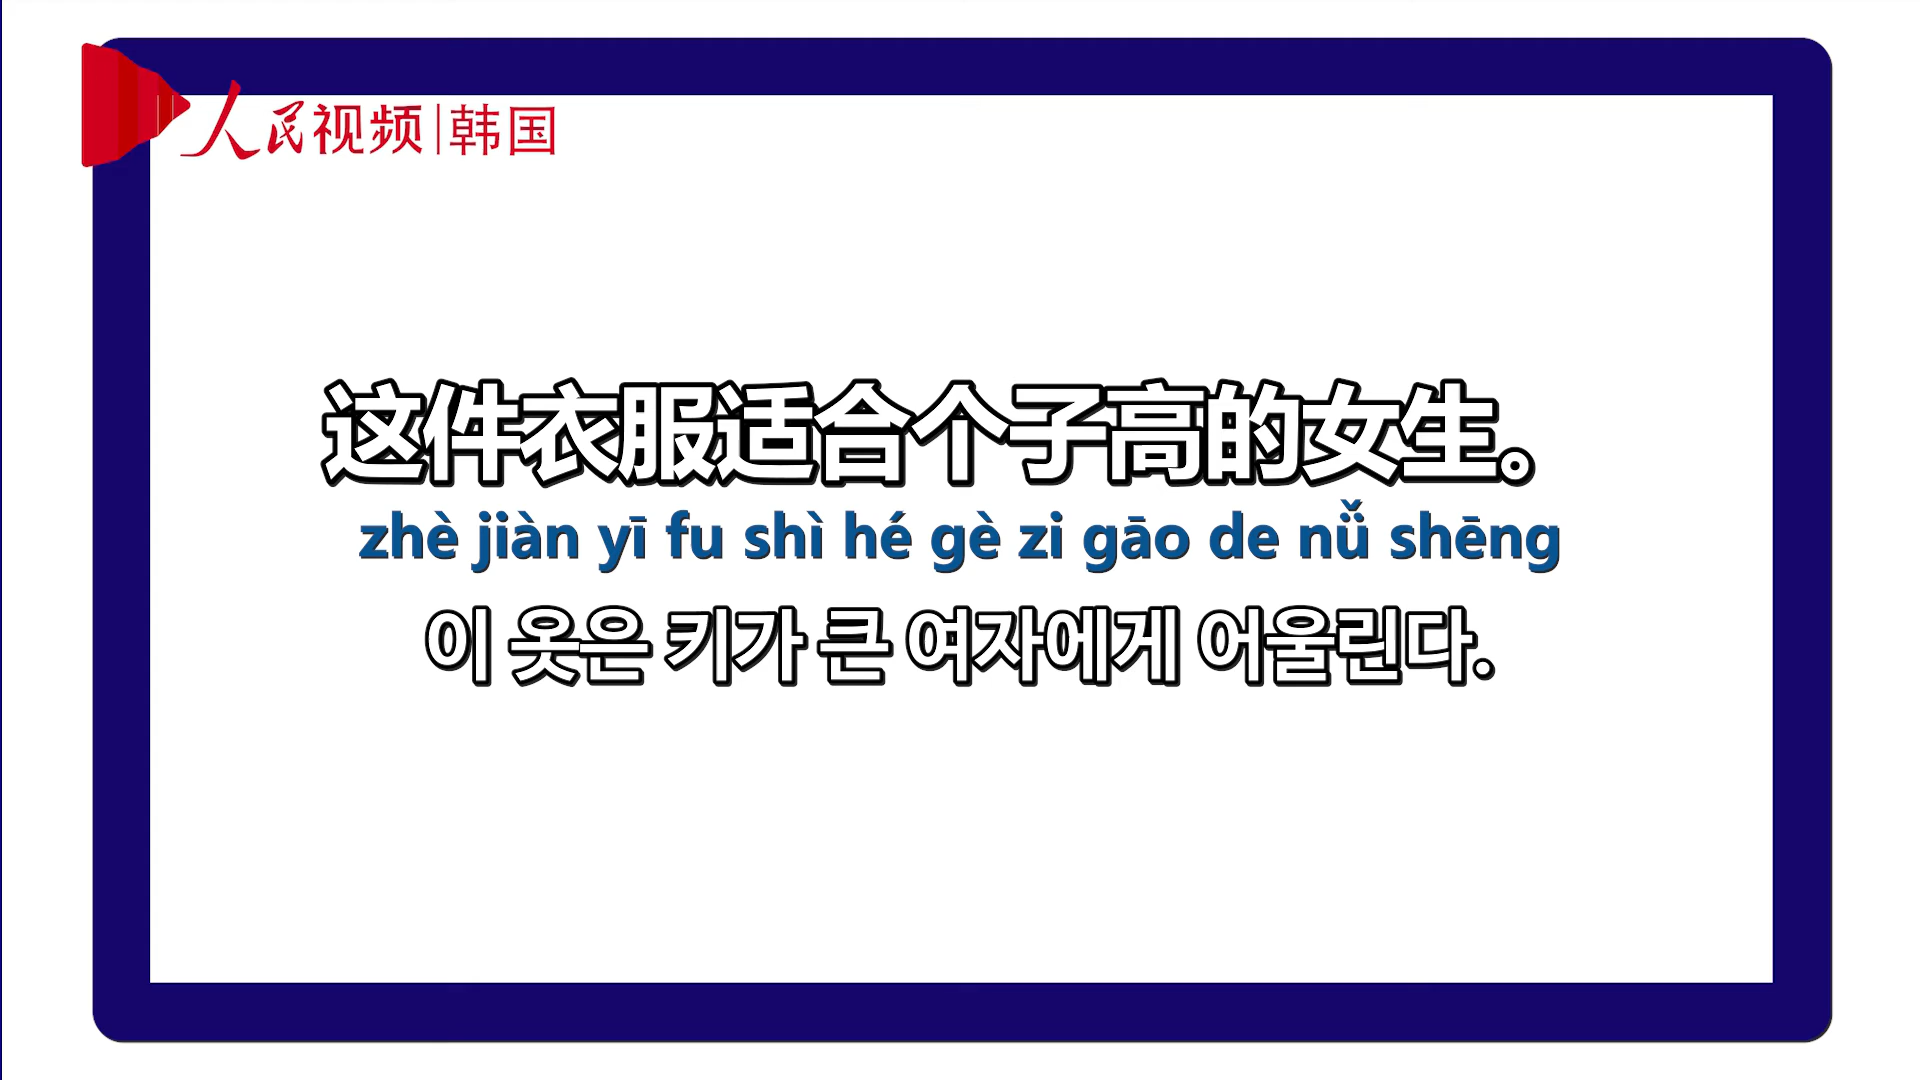 人民视频|韩国
这件衣服适合个子高的女生。
zhè jiàn yī fu shì hé gè zi gāo de nǚ shēng
이 옷은 키가 큰 여자에게 어울린다.